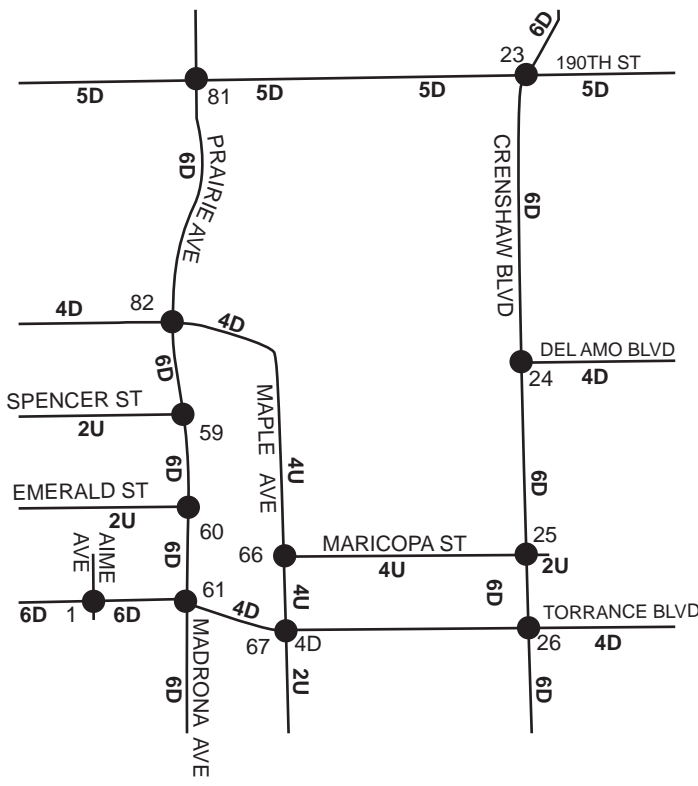 6D
23
190TH ST
5D
81
5D
5D
5D
6D
PRAIRIE AVE
CRENSHAW BLVD
6D
82
4D
4D
DEL AMO BLVD
24
4D
6D
SPENCER ST
2U
59
MAPLE AVE
4U
6D
6D
EMERALD ST
2U
60
AIME
AVE
6D
66
MARICOPA ST
4U
25
2U
61
6D
1
6D
4D
4U
6D
TORRANCE BLVD
67
4D
26
4D
MADRONA AVE
6D
2U
6D